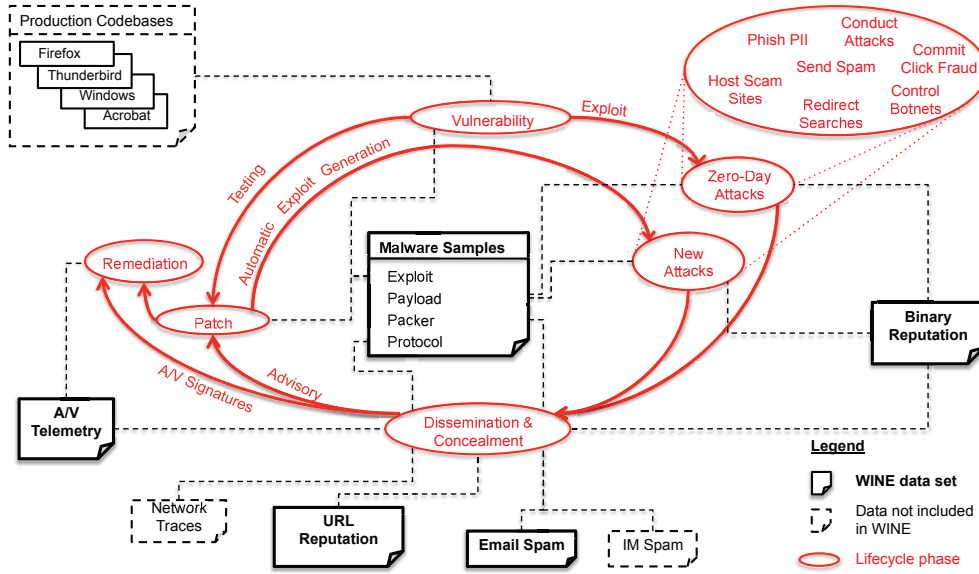 Production Codebases
Firefox
Thunderbird
Windows
Acrobat
Phish PII
Conduct
Attacks
Commit
Click Fraud
Host Scam
Sites
Send Spam
Redirect
Searches
Control
Botnets
Vulnerability
Exploit
Testing
Automatic Exploit Generation
Zero-Day
Attacks
Remediation
New
Attacks
Patch
Malware Samples
Exploit
Payload
Packer
Protocol
Binary
Reputation
A/V Signatures
Advisory
A/V
Telemetry
Dissemination &
Concealment
Network
Traces
URL
Reputation
Email Spam
IM Spam
Legend
WINE data set
Data not included
in WINE
Lifecycle phase